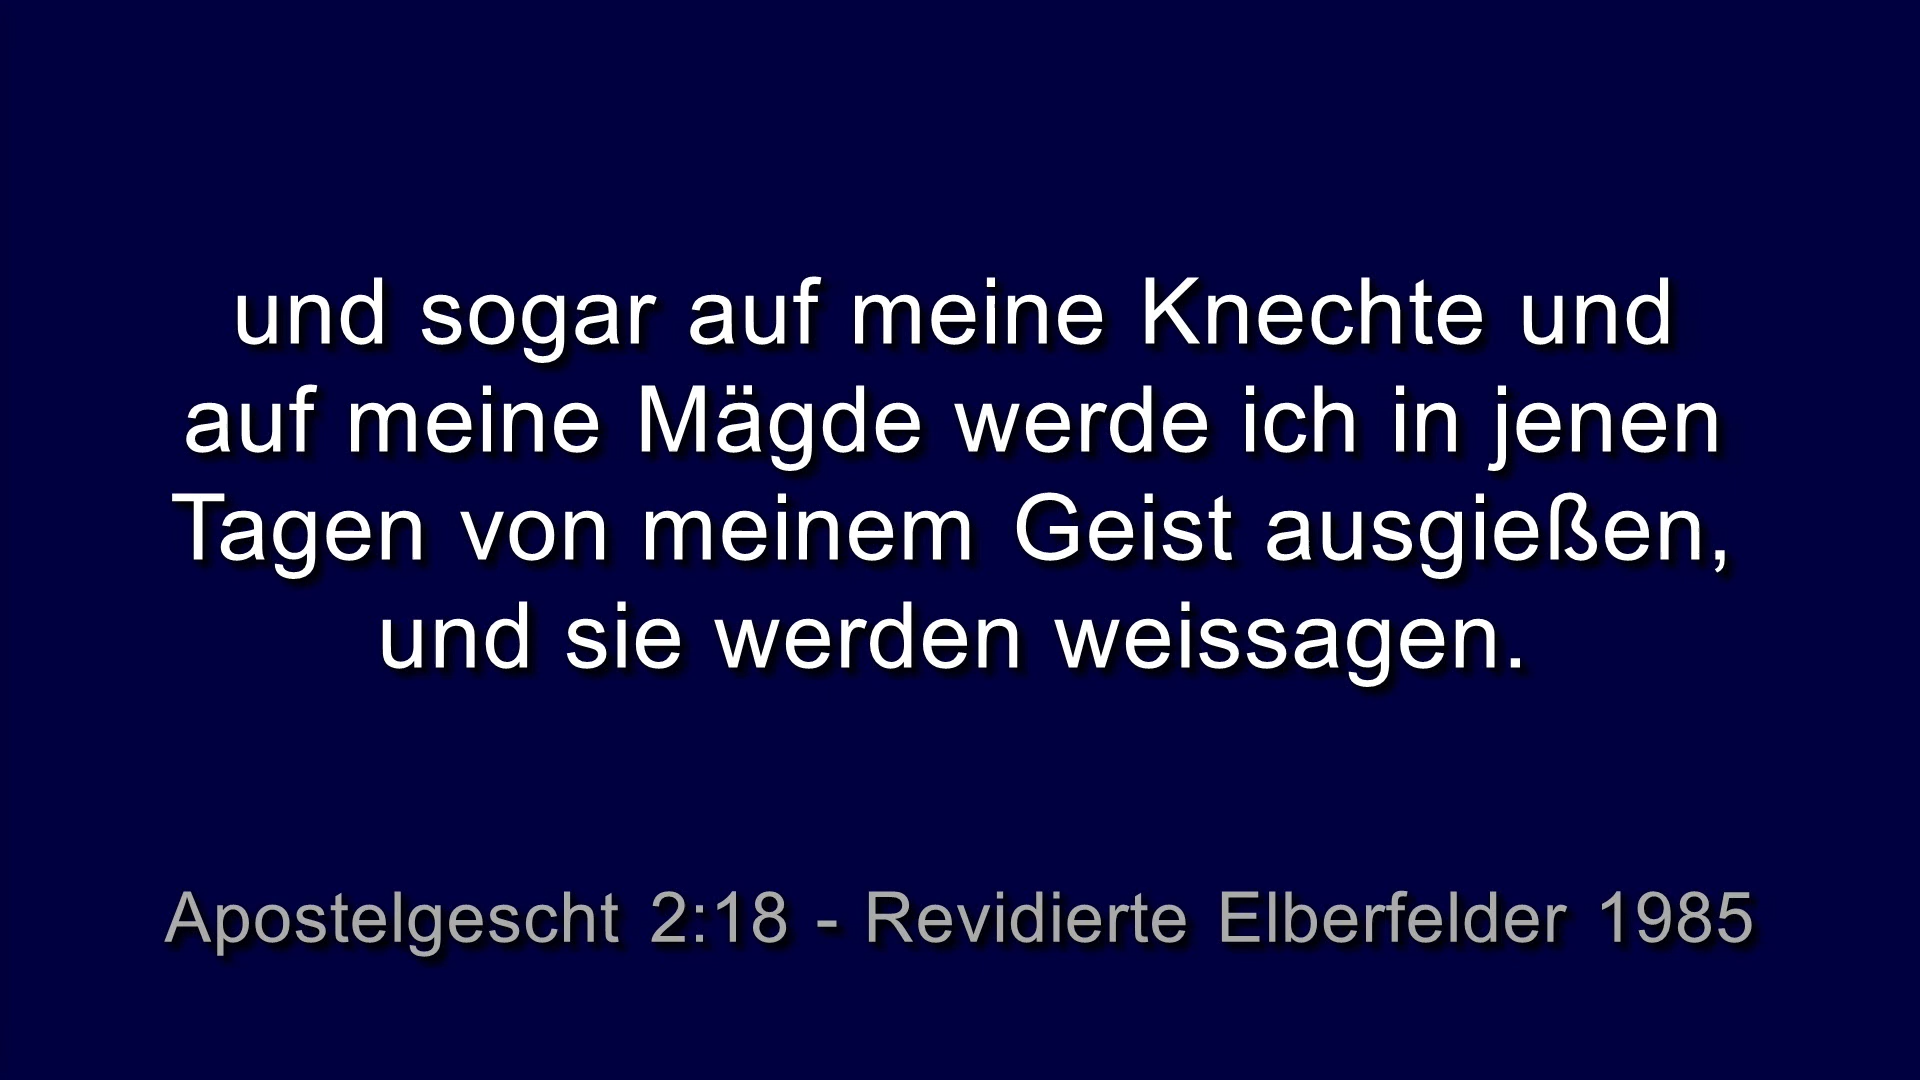 und sogar auf meine Knechte und
auf meine Mägde werde ich in jenen
Tagen von meinem Geist ausgießen,
und sie werden weissagen.
Apostelgescht 2:18 - Revidierte Elberfelder 1985